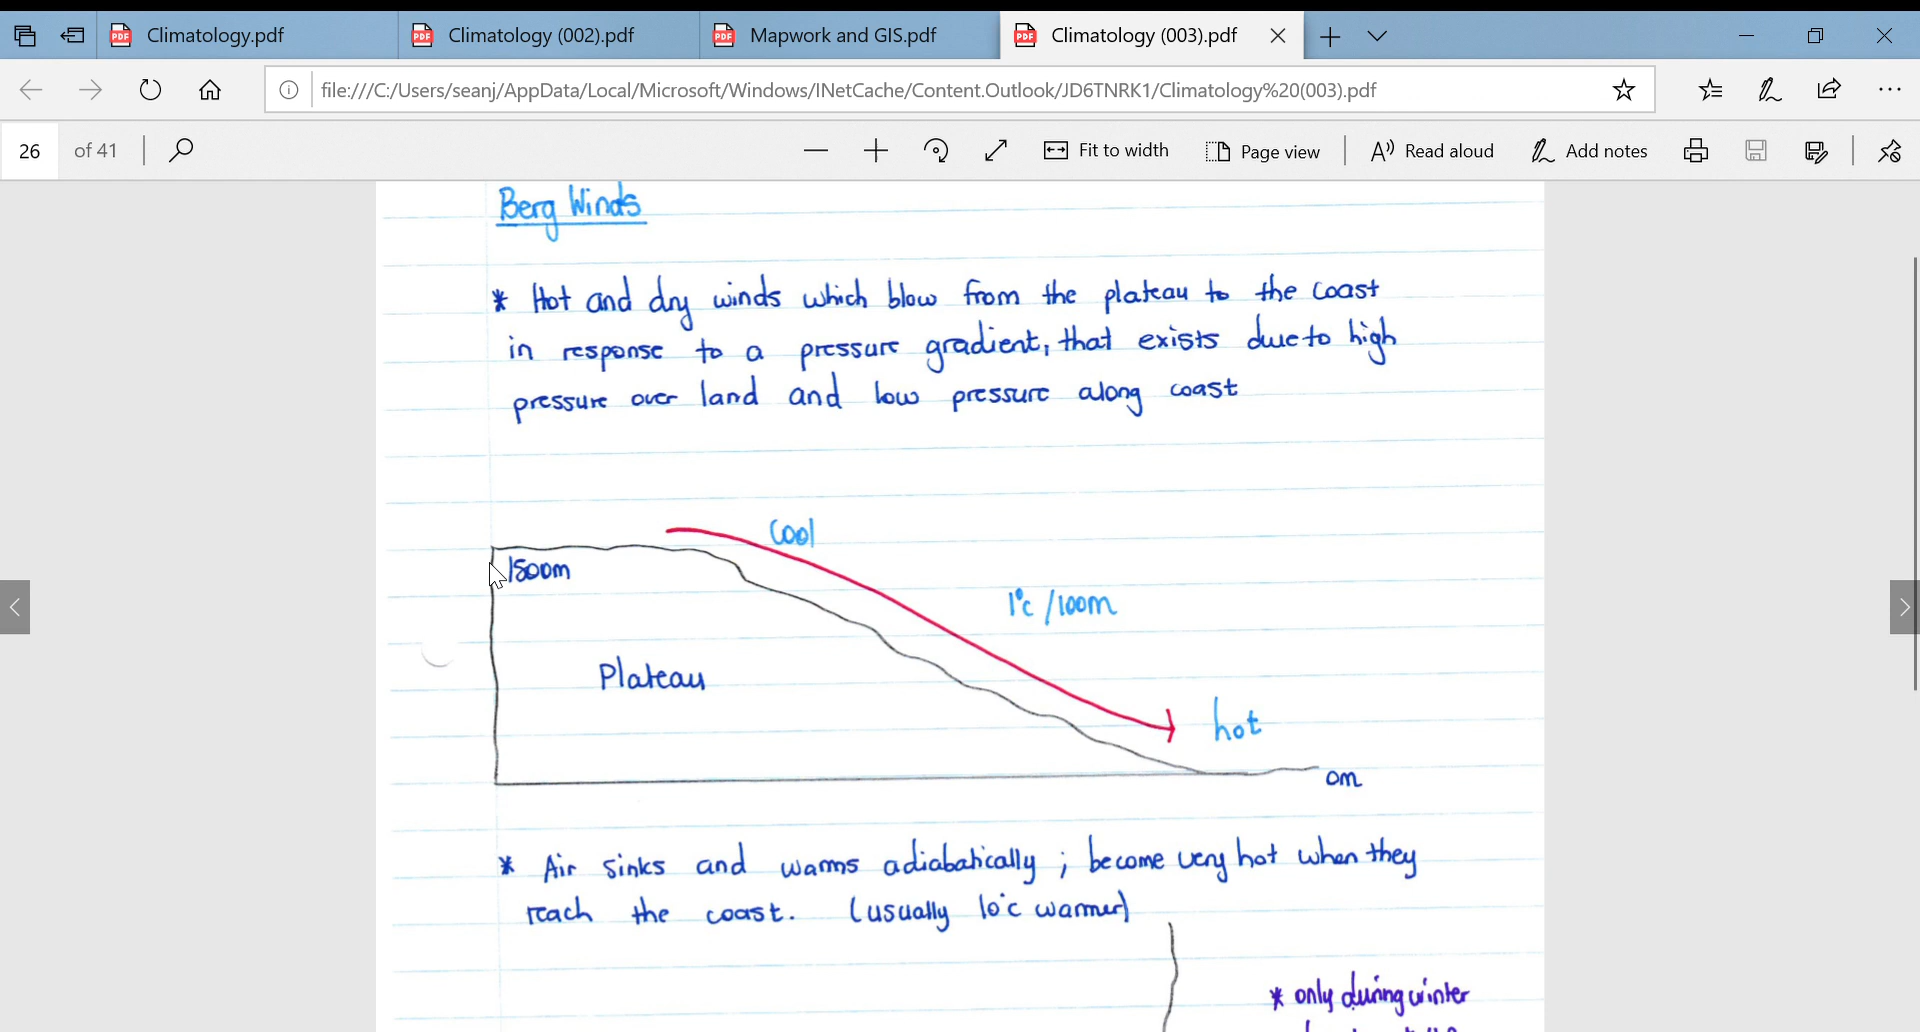 Climatology.pdf
Climatology (002).pdf
Mapwork and GIS.pdf
Climatology (003).pdf
file:///C:/Users/seanj/AppData/Local/Microsoft/Windows/INetCache/Content.Outlook/JD6TNRK1/Climatology%20(003).pdf
26 of 41
Fit to width
Page view
Read aloud
Add notes
Berg Winds
* Hot and dry winds which blow from the plateau to the coast
in response to a pressure gradient, that exists due to high
pressure over land and low pressure along coast
Cool
1500m
1°c /100m
Plateau
hot
0m
* Air sinks and warms adiabatically ; become very hot when they
reach the coast. (usually 10°c warmer)
* only during winter